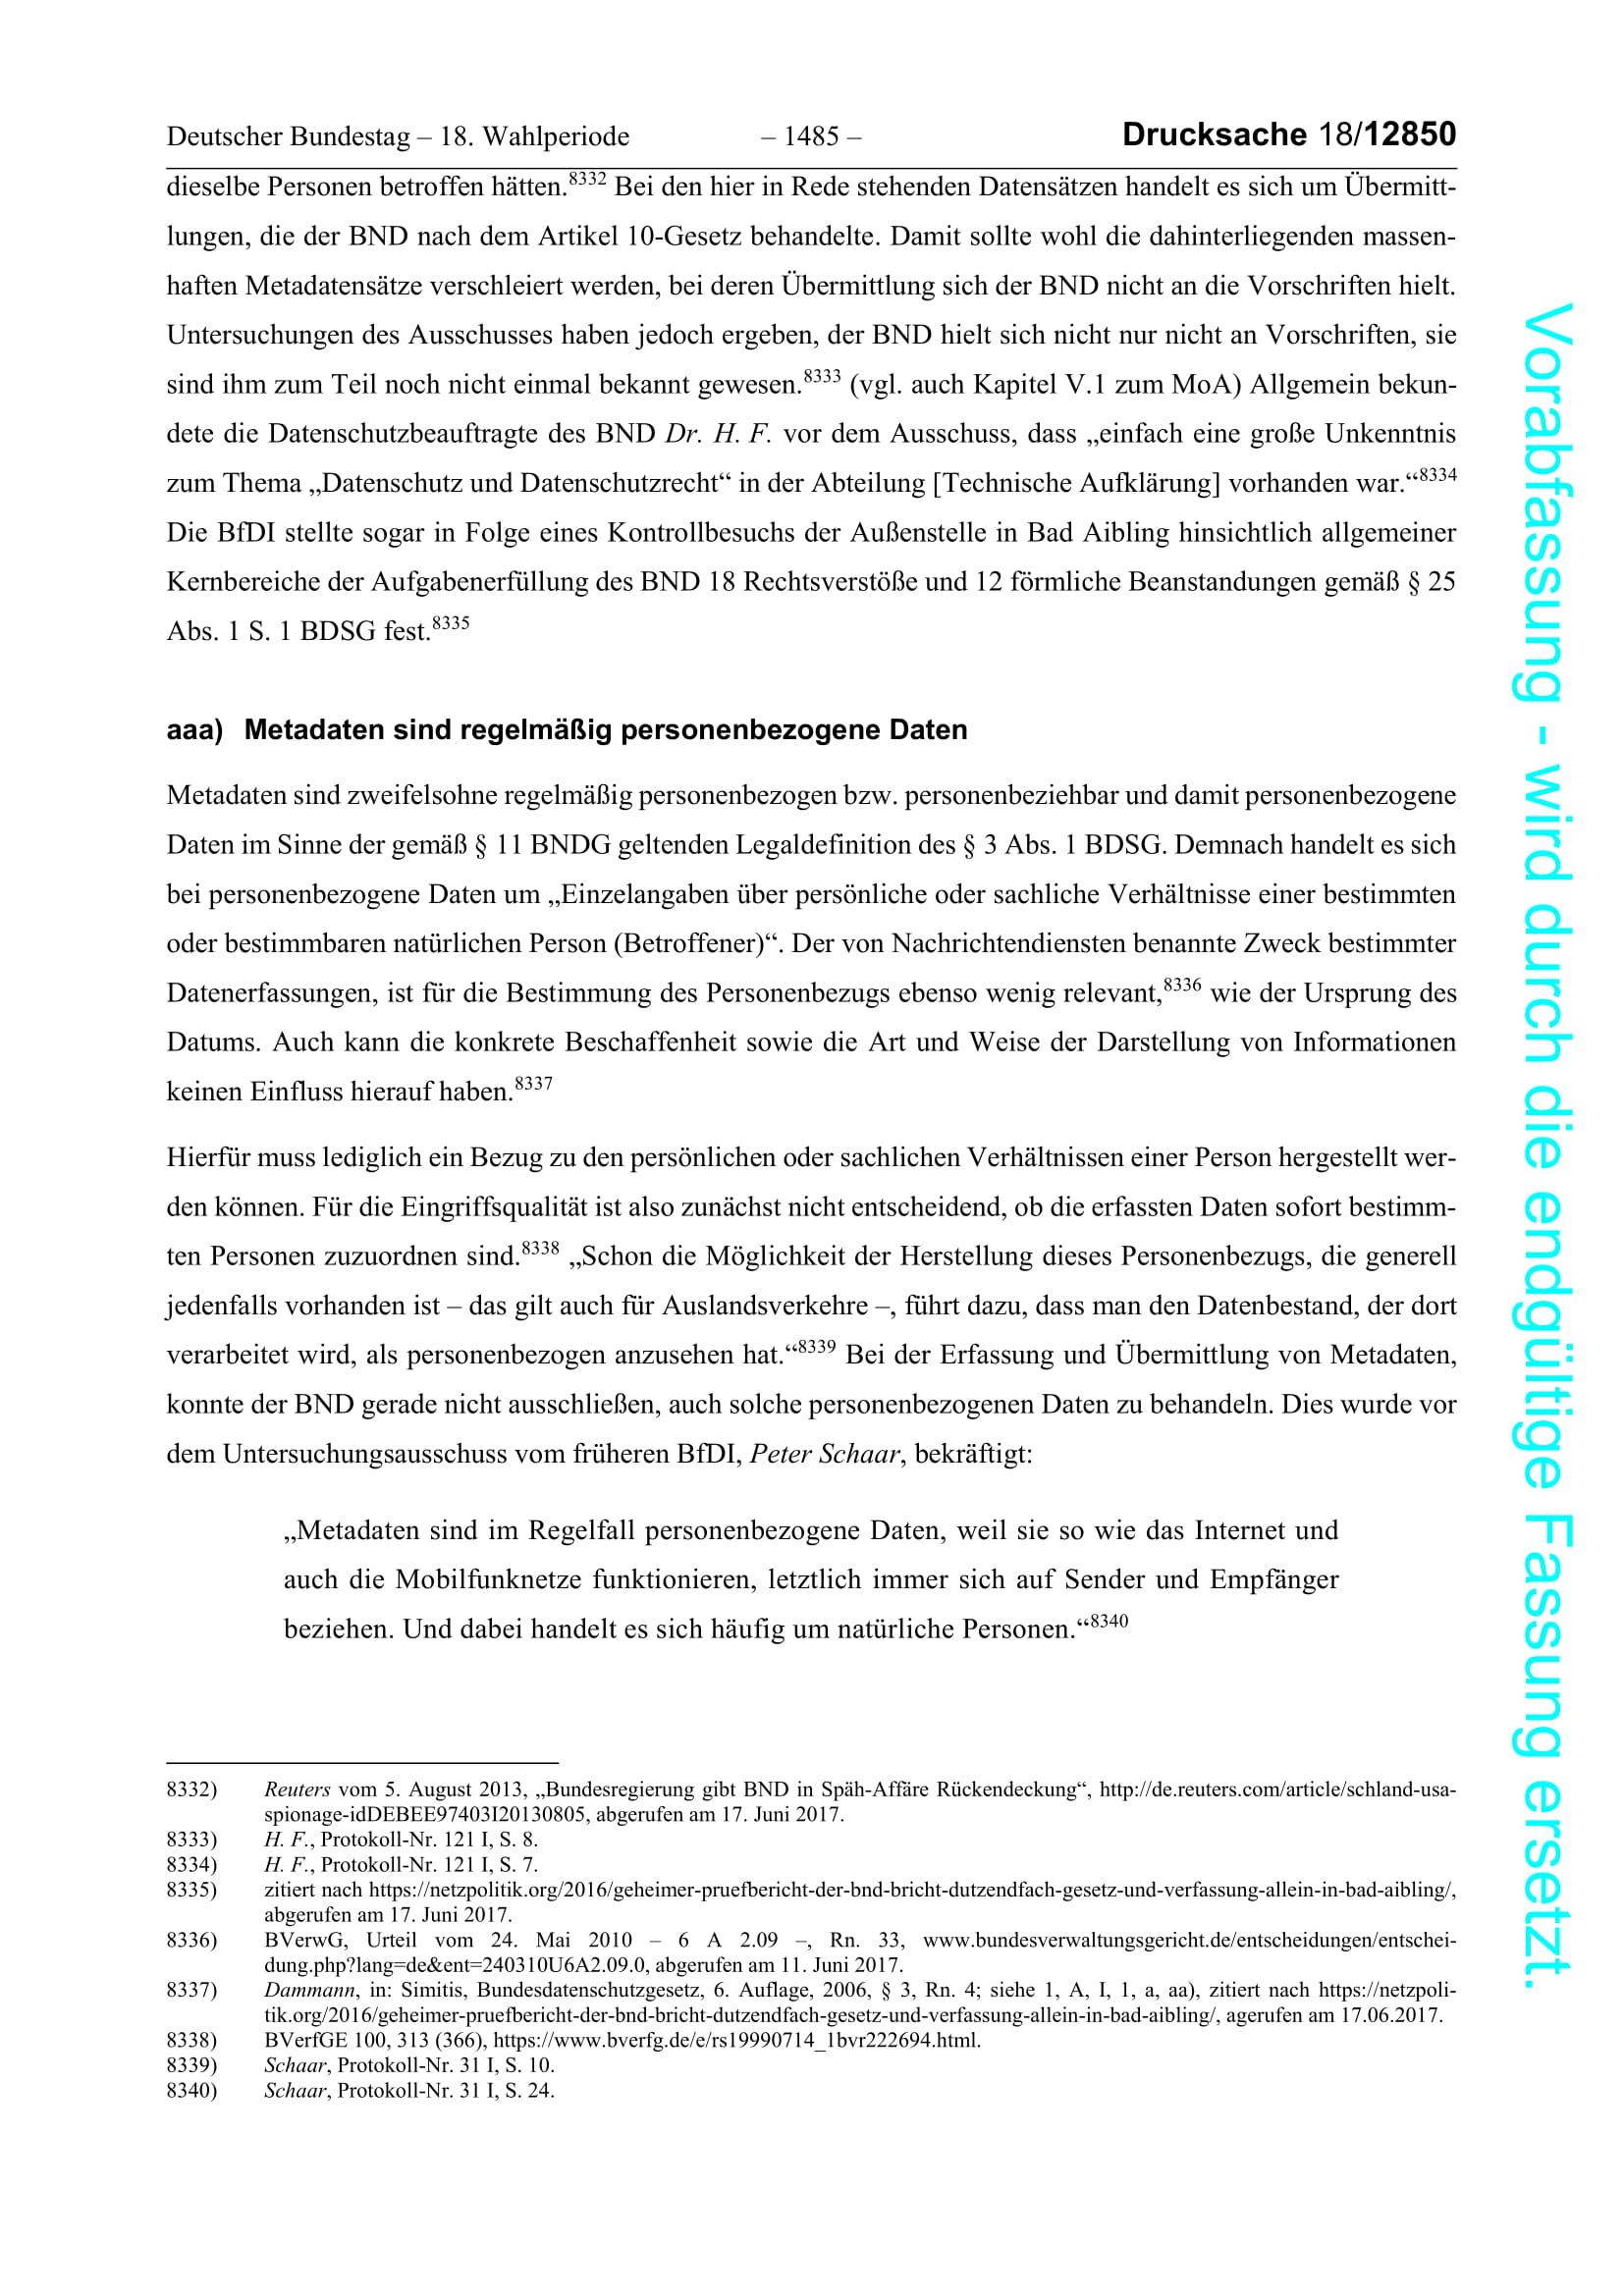 Deutscher Bundestag – 18. Wahlperiode – 1485 – Drucksache 18/12850
dieselbe Personen betroffen hätten.8332 Bei den hier in Rede stehenden Datensätzen handelt es sich um Übermitt-
lungen, die der BND nach dem Artikel 10-Gesetz behandelte. Damit sollte wohl die dahinterliegenden massen-
haften Metadatensätze verschleiert werden, bei deren Übermittlung sich der BND nicht an die Vorschriften hielt.
Untersuchungen des Ausschusses haben jedoch ergeben, der BND hielt sich nicht nur nicht an Vorschriften, sie
sind ihm zum Teil noch nicht einmal bekannt gewesen.8333 (vgl. auch Kapitel V.1 zum MoA) Allgemein bekun-
dete die Datenschutzbeauftragte des BND Dr. H. F. vor dem Ausschuss, dass „einfach eine große Unkenntnis
zum Thema „Datenschutz und Datenschutzrecht“ in der Abteilung [Technische Aufklärung] vorhanden war.“8334
Die BfDI stellte sogar in Folge eines Kontrollbesuchs der Außenstelle in Bad Aibling hinsichtlich allgemeiner
Kernbereiche der Aufgabenerfüllung des BND 18 Rechtsverstöße und 12 förmliche Beanstandungen gemäß § 25
Abs. 1 S. 1 BDSG fest.8335
aaa) Metadaten sind regelmäßig personenbezogene Daten
Metadaten sind zweifelsohne regelmäßig personenbezogen bzw. personenbeziehbar und damit personenbezogene
Daten im Sinne der gemäß § 11 BNDG geltenden Legaldefinition des § 3 Abs. 1 BDSG. Demnach handelt es sich
bei personenbezogene Daten um „Einzelangaben über persönliche oder sachliche Verhältnisse einer bestimmten
oder bestimmbaren natürlichen Person (Betroffener)“. Der von Nachrichtendiensten benannte Zweck bestimmter
Datenerfassungen, ist für die Bestimmung des Personenbezugs ebenso wenig relevant,8336 wie der Ursprung des
Datums. Auch kann die konkrete Beschaffenheit sowie die Art und Weise der Darstellung von Informationen
keinen Einfluss hierauf haben.8337
Hierfür muss lediglich ein Bezug zu den persönlichen oder sachlichen Verhältnissen einer Person hergestellt wer-
den können. Für die Eingriffsqualität ist also zunächst nicht entscheidend, ob die erfassten Daten sofort bestimm-
ten Personen zuzuordnen sind.8338 „Schon die Möglichkeit der Herstellung dieses Personenbezugs, die generell
jedenfalls vorhanden ist – das gilt auch für Auslandsverkehre –, führt dazu, dass man den Datenbestand, der dort
verarbeitet wird, als personenbezogen anzusehen hat.“8339 Bei der Erfassung und Übermittlung von Metadaten,
konnte der BND gerade nicht ausschließen, auch solche personenbezogenen Daten zu behandeln. Dies wurde vor
dem Untersuchungsausschuss vom früheren BfDI, Peter Schaar, bekräftigt:
„Metadaten sind im Regelfall personenbezogene Daten, weil sie so wie das Internet und
auch die Mobilfunknetze funktionieren, letztlich immer sich auf Sender und Empfänger
beziehen. Und dabei handelt es sich häufig um natürliche Personen.“8340
8332) Reuters vom 5. August 2013, „Bundesregierung gibt BND in Späh-Affäre Rückendeckung“, http://de.reuters.com/article/schland-usa-
spionage-idDEBEE97403I20130805, abgerufen am 17. Juni 2017.
8333) H. F., Protokoll-Nr. 121 I, S. 8.
8334) H. F., Protokoll-Nr. 121 I, S. 7.
8335) zitiert nach https://netzpolitik.org/2016/geheimer-pruefbericht-der-bnd-bricht-dutzendfach-gesetz-und-verfassung-allein-in-bad-aibling/,
abgerufen am 17. Juni 2017.
8336) BVerwG, Urteil vom 24. Mai 2010 – 6 A 2.09 –, Rn. 33, www.bundesverwaltungsgericht.de/entscheidungen/entschei-
dung.php?lang=de&ent=240310U6A2.09.0, abgerufen am 11. Juni 2017.
8337) Dammann, in: Simitis, Bundesdatenschutzgesetz, 6. Auflage, 2006, § 3, Rn. 4; siehe 1, A, I, 1, a, aa), zitiert nach https://netzpoli-
tik.org/2016/geheimer-pruefbericht-der-bnd-bricht-dutzendfach-gesetz-und-verfassung-allein-in-bad-aibling/, agerufen am 17.06.2017.
8338) BVerfGE 100, 313 (366), https://www.bverfg.de/e/rs19990714_1bvr222694.html.
8339) Schaar, Protokoll-Nr. 31 I, S. 10.
8340) Schaar, Protokoll-Nr. 31 I, S. 24.
Vorabfassung - wird durch die endgültige Fassung ersetzt.